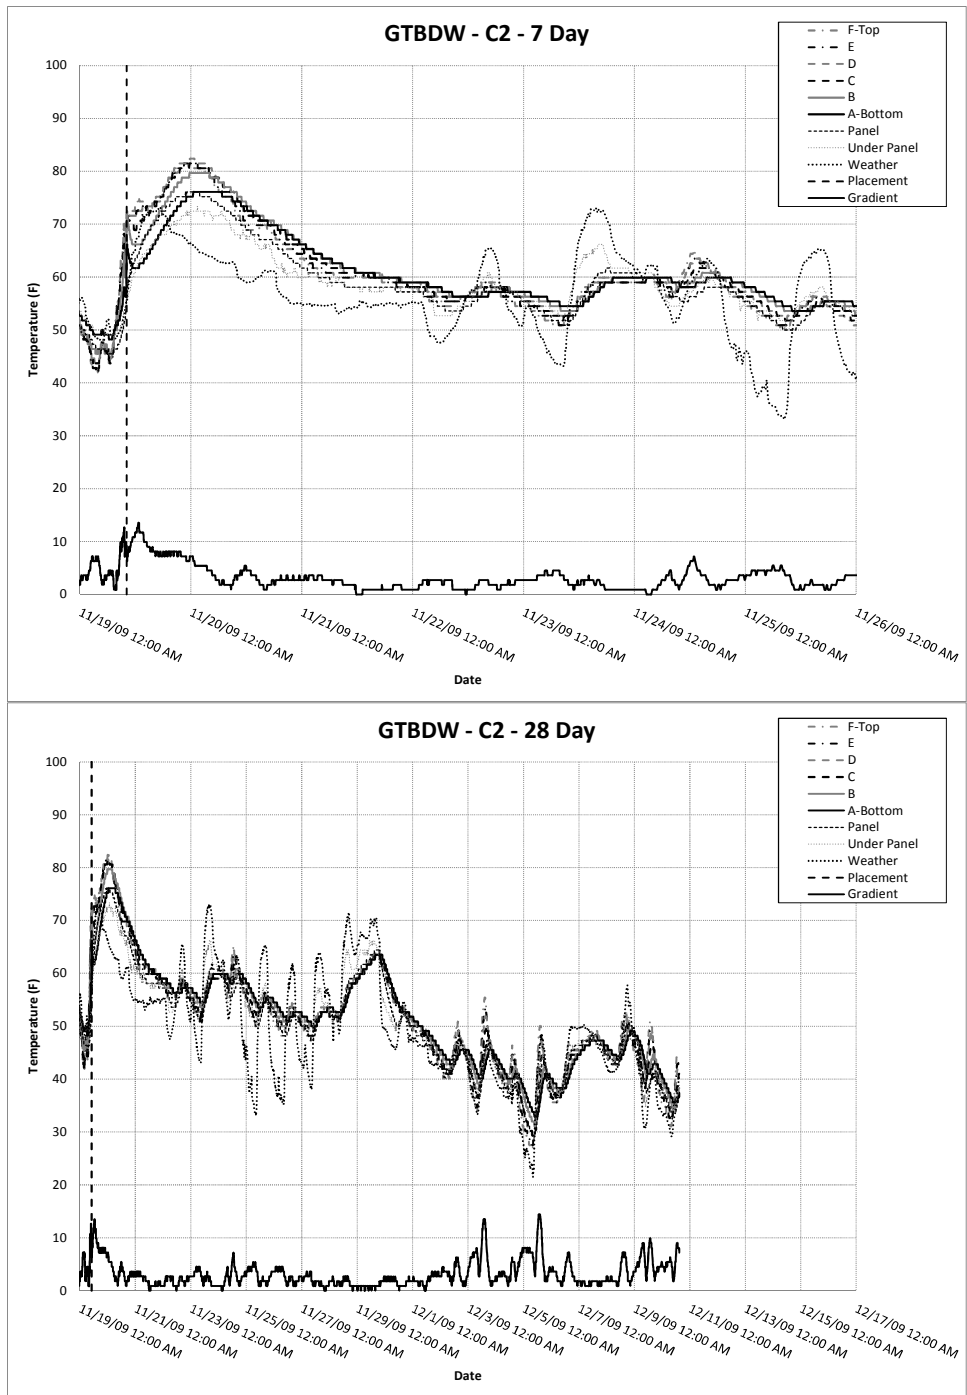 GTBDW - C2 - 7 Day
F-Top
E
D
C
B
A-Bottom
Panel
Under Panel
Weather
Placement
Gradient
100
90
80
70
60
50
40
30
20
10
0
Temperature (F)
11/19/09 12:00 AM
11/20/09 12:00 AM
11/21/09 12:00 AM
11/22/09 12:00 AM
11/23/09 12:00 AM
11/24/09 12:00 AM
11/25/09 12:00 AM
11/26/09 12:00 AM
Date
GTBDW - C2 - 28 Day
F-Top
E
D
C
B
A-Bottom
Panel
Under Panel
Weather
Placement
Gradient
100
90
80
70
60
50
40
30
20
10
0
Temperature (F)
11/19/09 12:00 AM
11/21/09 12:00 AM
11/23/09 12:00 AM
11/25/09 12:00 AM
11/27/09 12:00 AM
11/29/09 12:00 AM
12/1/09 12:00 AM
12/3/09 12:00 AM
12/5/09 12:00 AM
12/7/09 12:00 AM
12/9/09 12:00 AM
12/11/09 12:00 AM
12/13/09 12:00 AM
12/15/09 12:00 AM
12/17/09 12:00 AM
Date